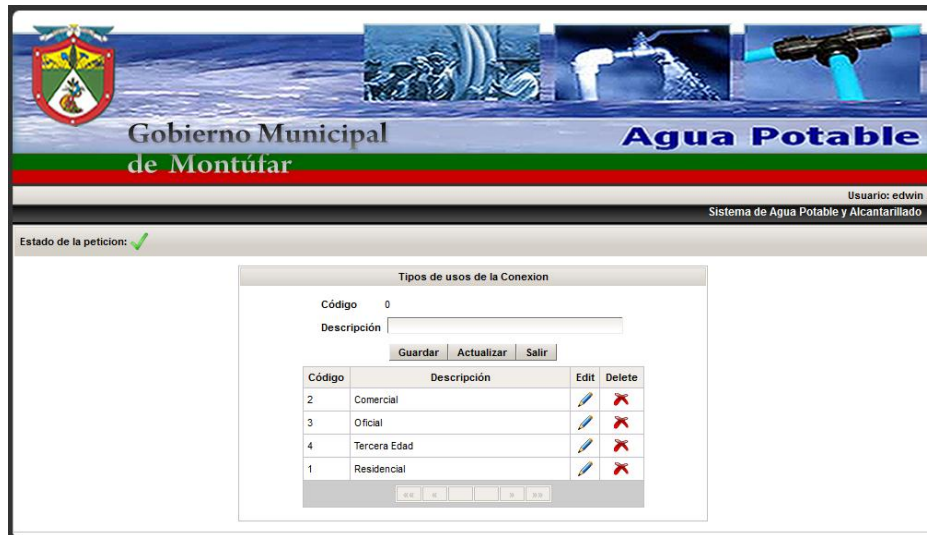 Gobierno Municipal
de Montúfar
Agua Potable
Usuario: edwin
Sistema de Agua Potable y Alcantarillado
Estado de la peticion:
Tipos de usos de la Conexion
Código 0
Descripción
Guardar Actualizar Salir
Código Descripción Edit Delete
2 Comercial
3 Oficial
4 Tercera Edad
1 Residencial
«« « » »»